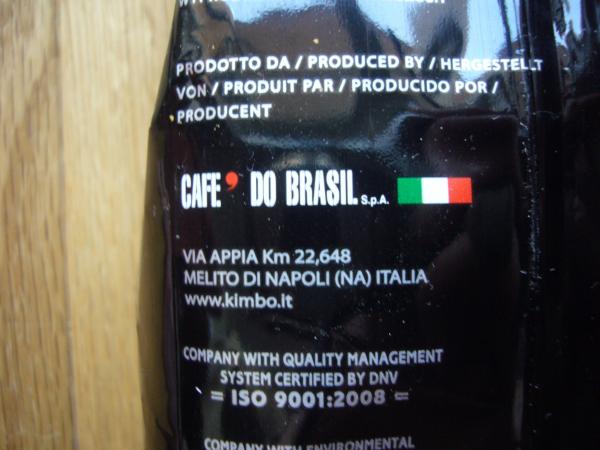 PRODOTTO DA / PRODUCED BY / HERGESTELLT
VON / PRODUIT PAR / PRODUCIDO POR /
PRODUCENT
CAFE' DO BRASIL S.p.A.
VIA APPIA Km 22,648
MELITO DI NAPOLI (NA) ITALIA
www.kimbo.it
COMPANY WITH QUALITY MANAGEMENT
SYSTEM CERTIFIED BY DNV
= ISO 9001:2008 =
COMPANY WITH ENVIRONMENTAL